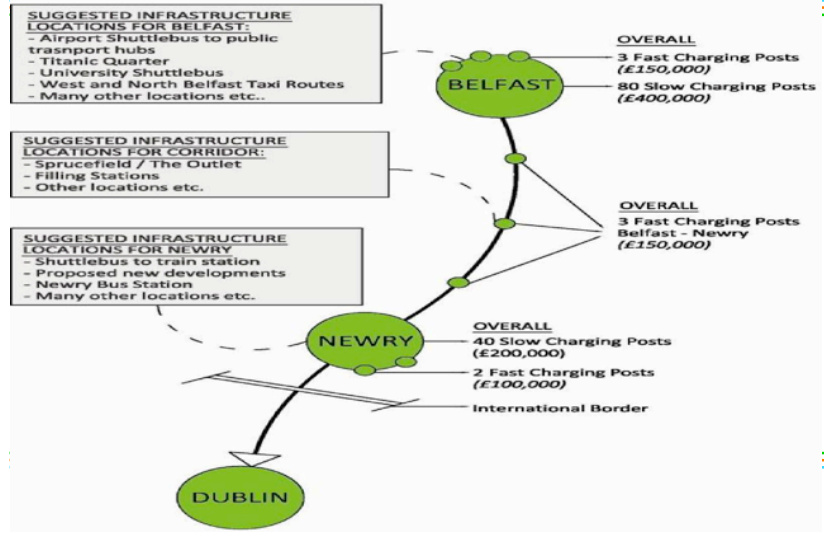 SUGGESTED INFRASTRUCTURE
LOCATIONS FOR BELFAST:
- Airport Shuttlebus to public
trasnport hubs
- Titanic Quarter
- University Shuttlebus
- West and North Belfast Taxi Routes
- Many other locations etc..
BELFAST
OVERALL
3 Fast Charging Posts
(£150,000)
80 Slow Charging Posts
(£400,000)
SUGGESTED INFRASTRUCTURE
LOCATIONS FOR CORRIDOR:
- Sprucefield / The Outlet
- Filling Stations
- Other locations etc.
OVERALL
3 Fast Charging Posts
Belfast - Newry
(£150,000)
SUGGESTED INFRASTRUCTURE
LOCATIONS FOR NEWRY
- Shuttlebus to train station
- Proposed new developments
- Newry Bus Station
- Many other locations etc.
NEWRY
OVERALL
40 Slow Charging Posts
(£200,000)
2 Fast Charging Posts
(£100,000)
International Border
DUBLIN